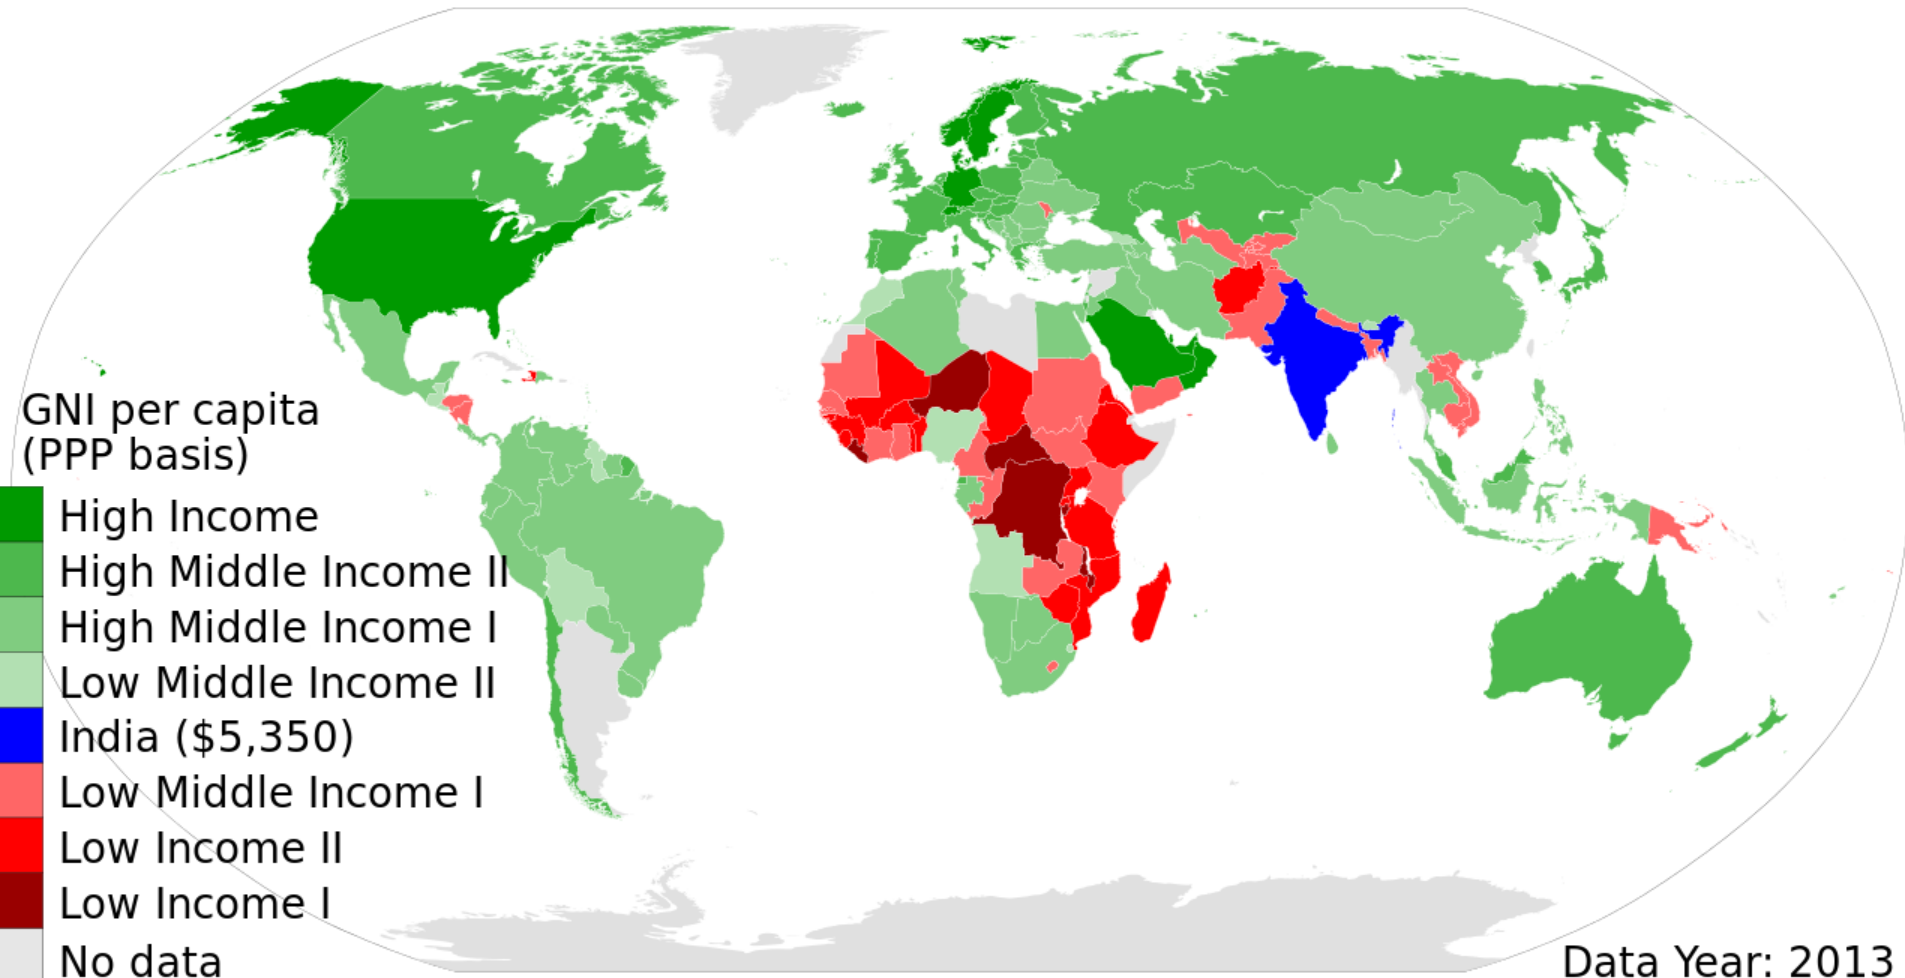 GNI per capita
(PPP basis)
High Income
High Middle Income II
High Middle Income I
Low Middle Income II
India ($5,350)
Low Middle Income I
Low Income II
Low Income I
No data
Data Year: 2013